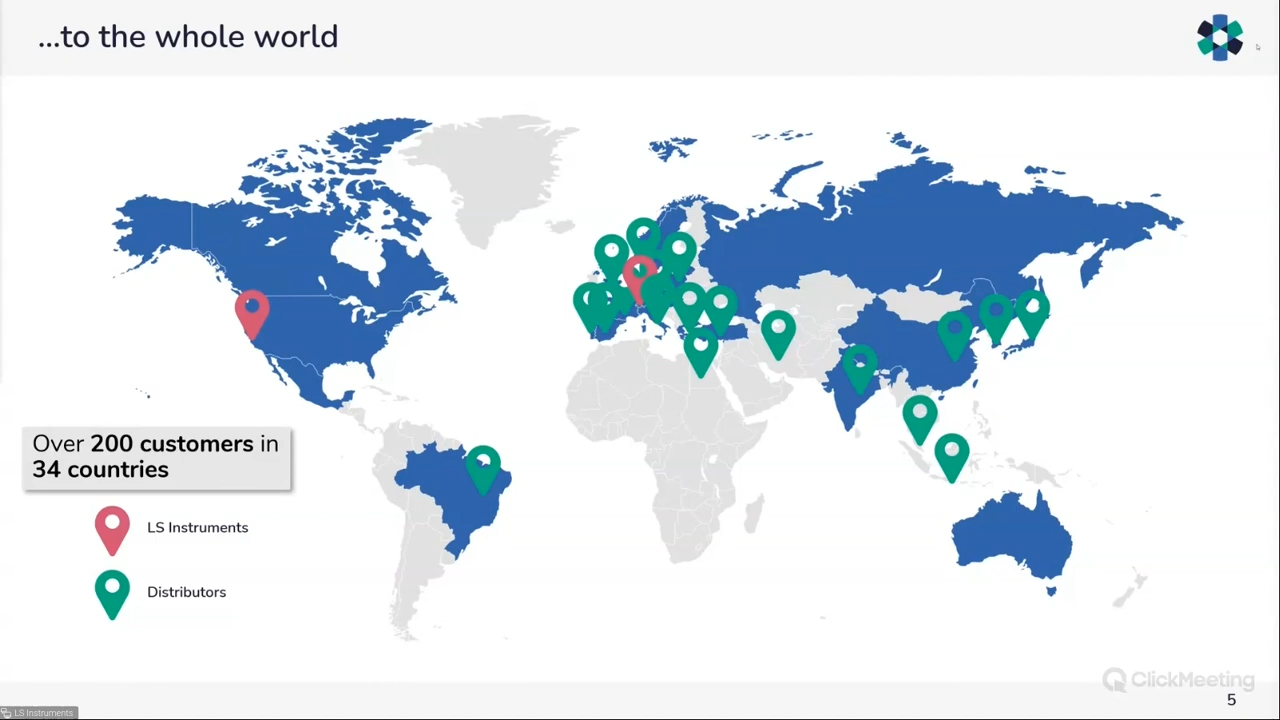 ...to the whole world
Over 200 customers in
34 countries
LS Instruments
Distributors
ClickMeeting
5
LS Instruments